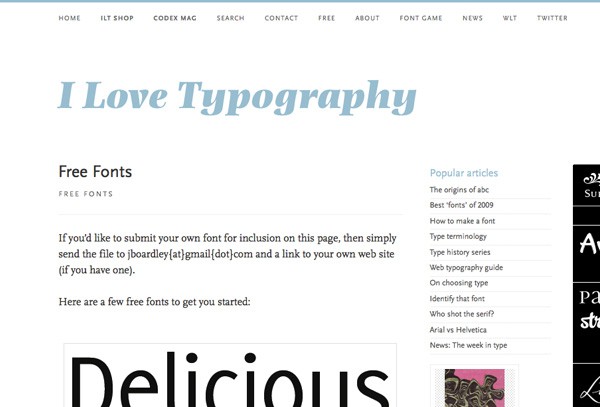 HOME ILT SHOP CODEX MAG SEARCH CONTACT FREE ABOUT FONT GAME NEWS WLT TWITTER
I Love Typography
Free Fonts
FREE FONTS
If you'd like to submit your own font for inclusion on this page, then simply
send the file to jboardley{at}gmail{dot}com and a link to your own web site
(if you have one).
Here are a few free fonts to get you started:
Delicious
Popular articles
The origins of abc
Best 'fonts' of 2009
How to make a font
Type terminology
Type history series
Web typography guide
On choosing type
Identify that font
Who shot the serif?
Arial vs Helvetica
News: The week in type